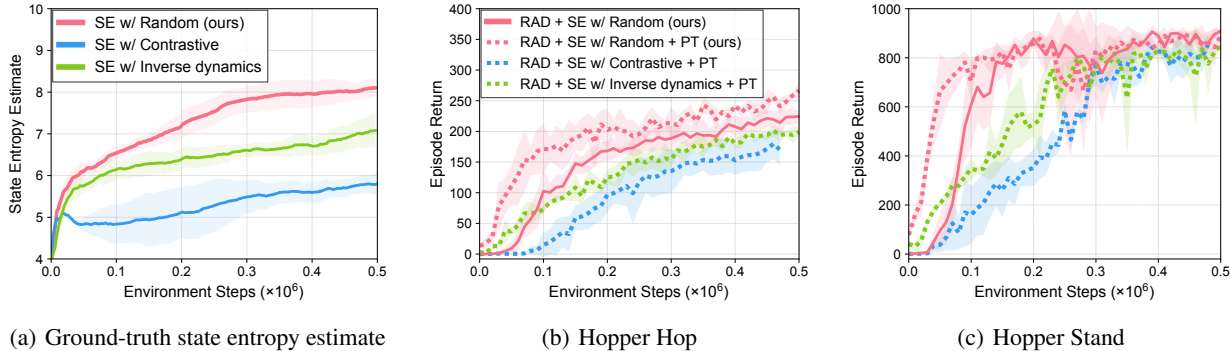 10
9
8
7
6
5
4
State Entropy Estimate
SE w/ Random (ours)
SE w/ Contrastive
SE w/ Inverse dynamics
0.0 0.1 0.2 0.3 0.4 0.5
Environment Steps (×10⁶)
(a) Ground-truth state entropy estimate
400
350
300
250
200
150
100
50
0
Episode Return
RAD + SE w/ Random (ours)
RAD + SE w/ Random + PT (ours)
RAD + SE w/ Contrastive + PT
RAD + SE w/ Inverse dynamics + PT
0.0 0.1 0.2 0.3 0.4 0.5
Environment Steps (×10⁶)
(b) Hopper Hop
1000
800
600
400
200
0
Episode Return
0.0 0.1 0.2 0.3 0.4 0.5
Environment Steps (×10⁶)
(c) Hopper Stand